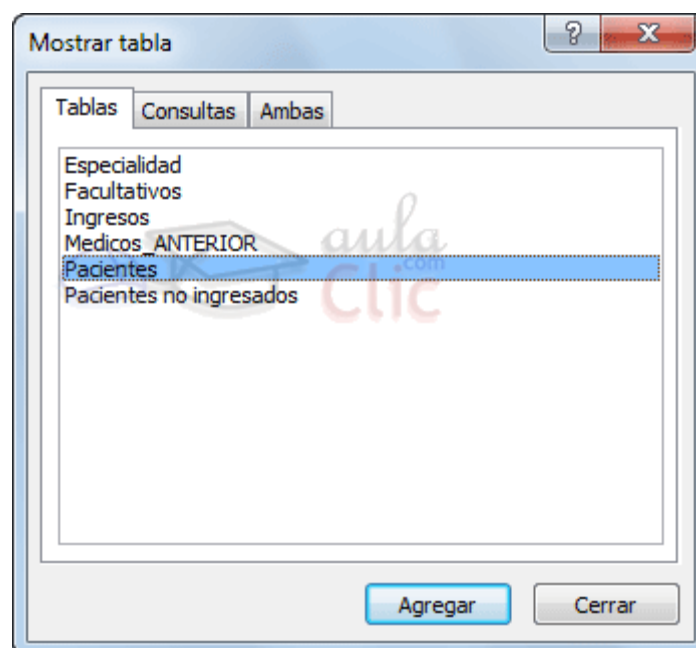 Mostrar tabla
?
X
Tablas Consultas Ambas
Especialidad
Facultativos
Ingresos
Medicos_ANTERIOR
Pacientes
Pacientes no ingresados
aula
.com
Clic
Agregar Cerrar